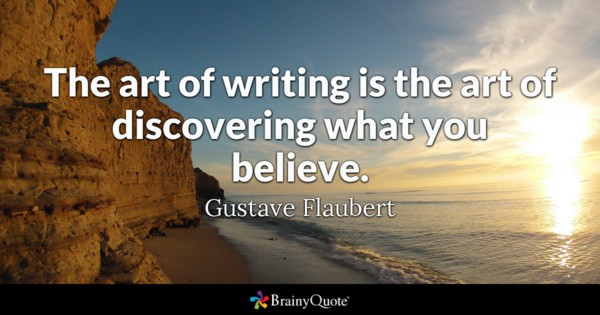 The art of writing is the art of
discovering what you
believe.
Gustave Flaubert
BrainyQuote